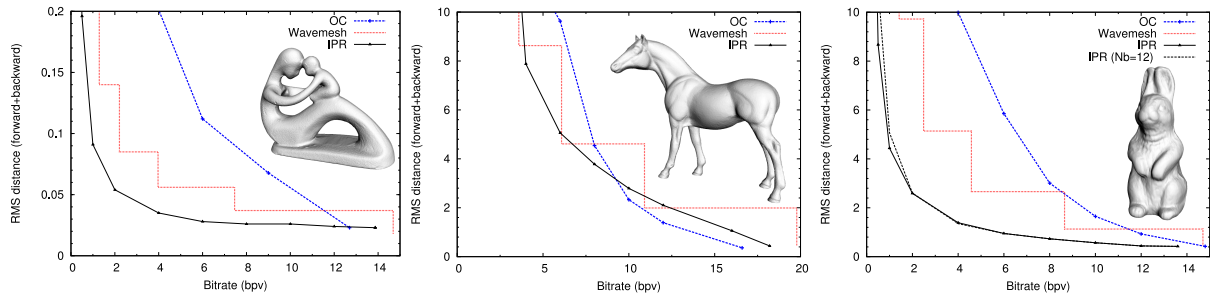 RMS distance (forward+backward)
0.2
0.15
0.1
0.05
0
OC
Wavemesh
IPR
0 2 4 6 8 10 12 14
Bitrate (bpv)
RMS distance (forward+backward)
10
8
6
4
2
0
OC
Wavemesh
IPR
0 5 10 15 20
Bitrate (bpv)
RMS distance (forward+backward)
10
8
6
4
2
0
OC
Wavemesh
IPR
IPR (Nb=12)
0 2 4 6 8 10 12 14
Bitrate (bpv)